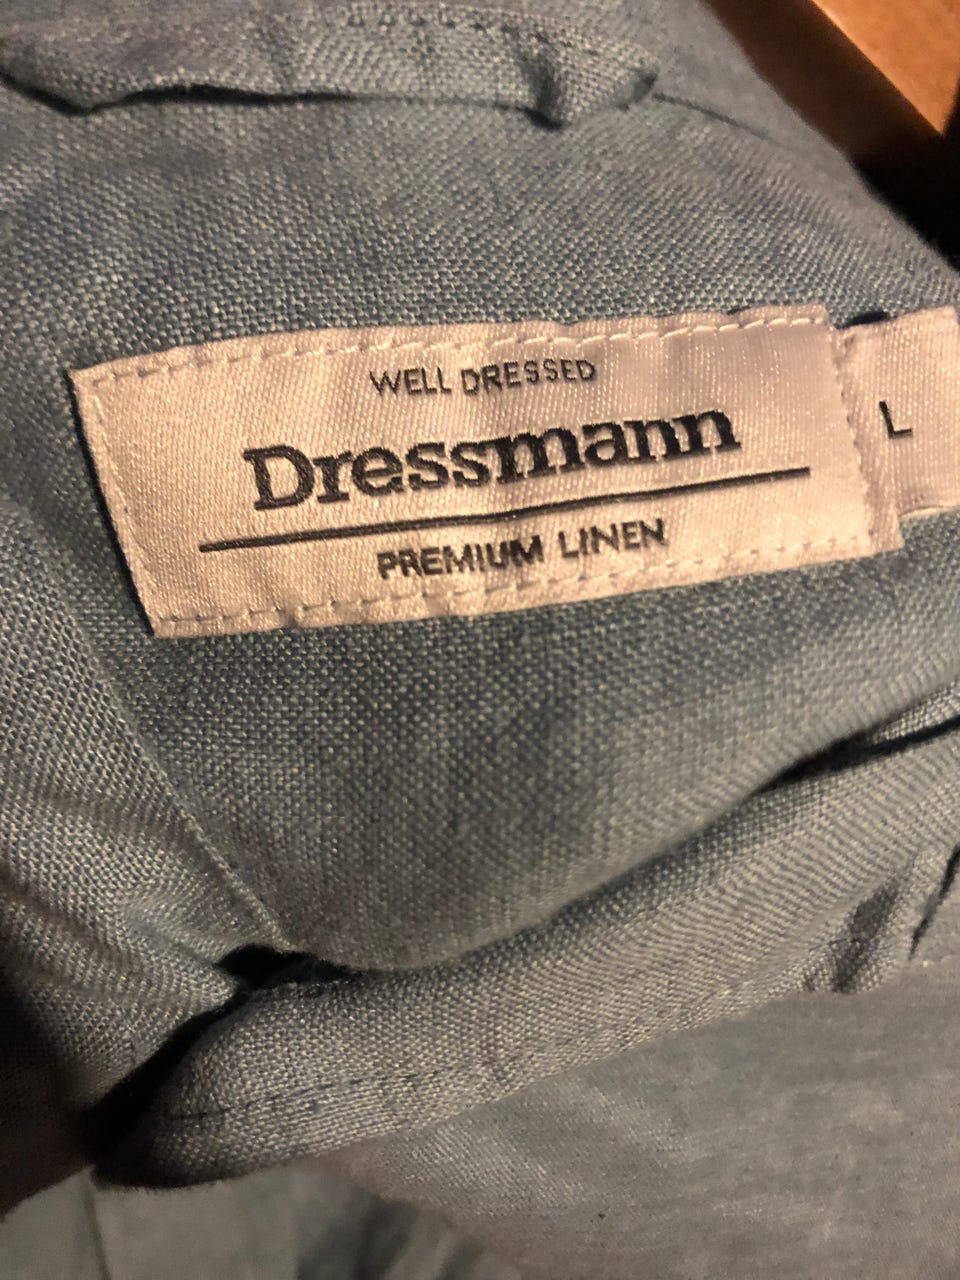 WELL DRESSED
Dressmann
PREMIUM LINEN
L